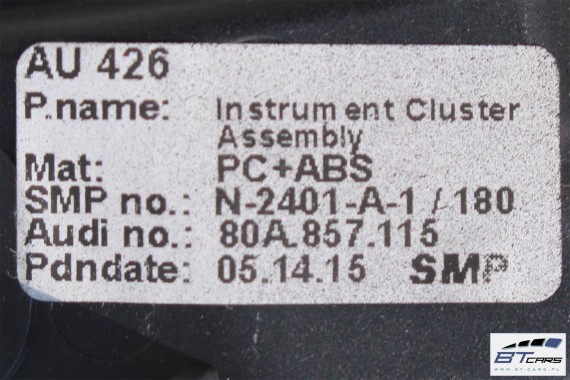 AU 426
P.name: Instrument Cluster
Assembly
Mat: PC+ABS
SMP no.: N-2401-A-1 / 180
Audi no.: 80A.857.115
Pdndate: 05.14.15 SMP
BTCARS
WWW.BT-CARS.PL